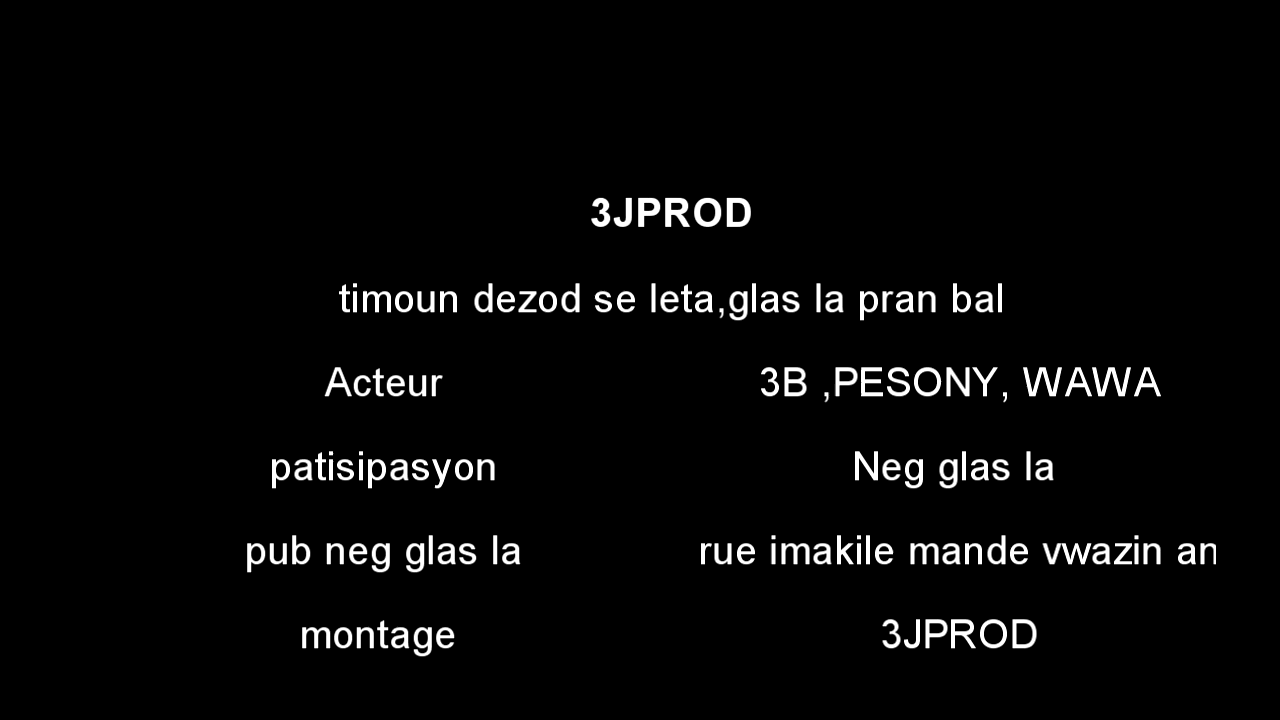 3JPROD
timoun dezod se leta,glas la pran bal
Acteur 3B ,PESONY, WAWA
patisipasyon Neg glas la
pub neg glas la rue imakile mande vwazin an
montage 3JPROD